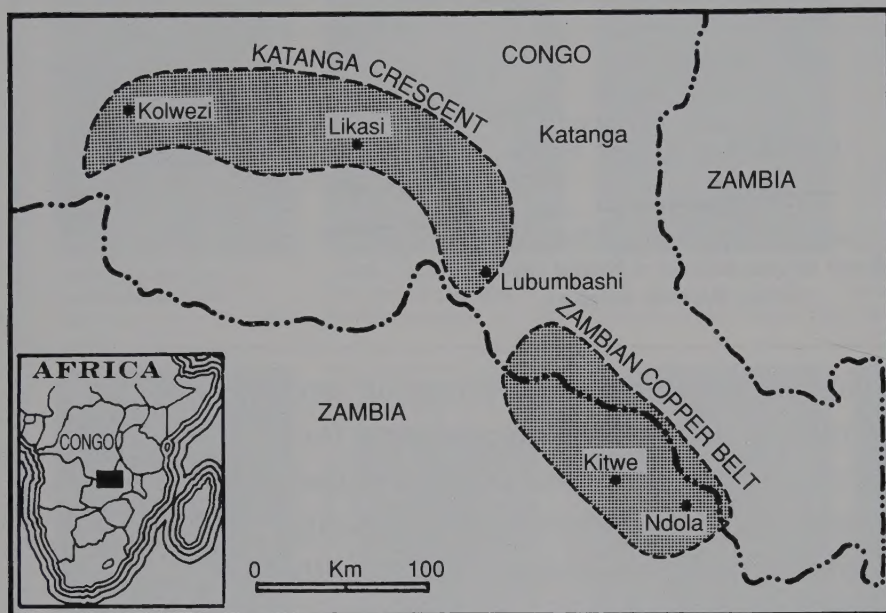 KATANGA CRESCENT
CONGO
Kolwezi
Likasi
Katanga
ZAMBIA
Lubumbashi
ZAMBIAN COPPER BELT
AFRICA
CONGO
ZAMBIA
Kitwe
Ndola
0 Km 100